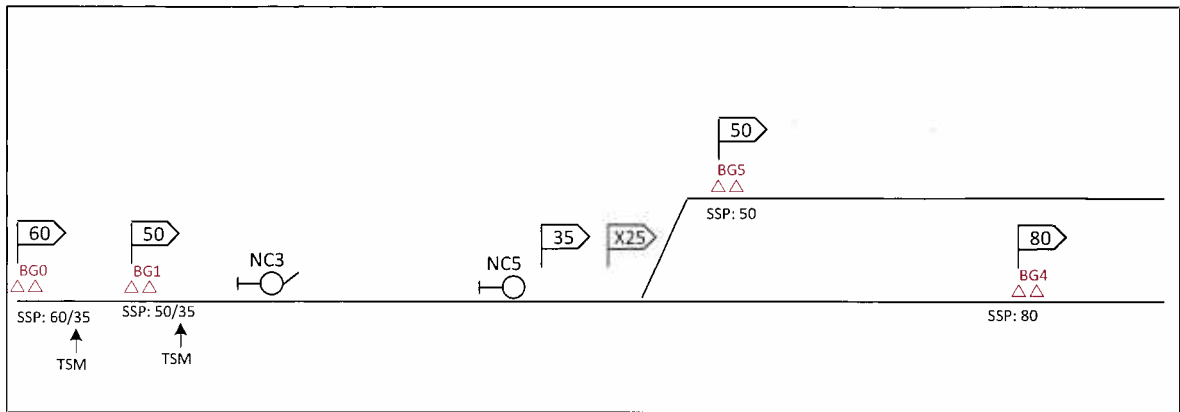 50
BG5
SSP: 50
60
50
35
X25
80
NC3
NC5
BG0
BG1
BG4
SSP: 60/35
SSP: 50/35
SSP: 80
TSM
TSM